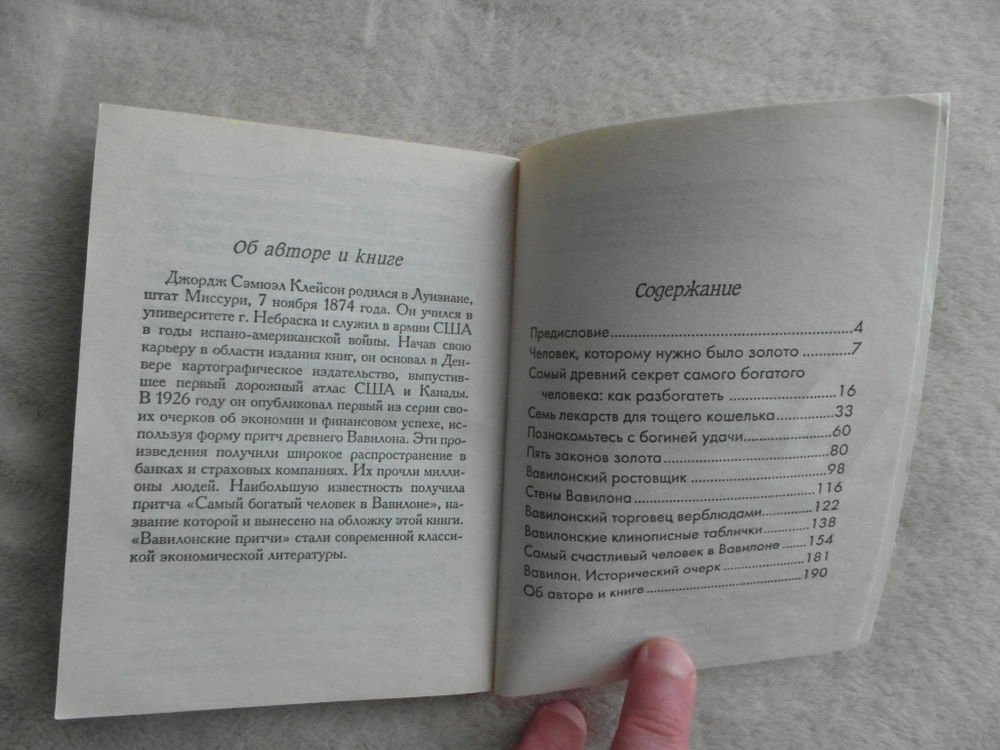 Об авторе и книге
Джордж Сэмюэл Клейсон родился в Луизиане,
штат Миссури, 7 ноября 1874 года. Он учился в
университете г. Небраска и служил в армии США
в годы испано-американской войны. Начав свою
карьеру в области издания книг, он основал в Ден-
вере картографическое издательство, выпустив-
шее первый дорожный атлас США и Канады.
В 1926 году он опубликовал первый из серии сво-
их очерков об экономии и финансовом успехе, ис-
пользуя форму притч древнего Вавилона. Эти про-
изведения получили широкое распространение в
банках и страховых компаниях. Их прочли милли-
оны людей. Наибольшую известность получила
притча «Самый богатый человек в Вавилоне», на-
звание которой и вынесено на обложку этой книги.
«Вавилонские притчи» стали современной класси-
кой экономической литературы.
Содержание
Предисловие....................4
Человек, которому нужно было золото ............7
Самый древний секрет самого богатого
человека: как разбогатеть ....................16
Семь лекарств для тощего кошелька..............33
Познакомьтесь с богиней удачи....................60
Пять законов золота....................80
Вавилонский ростовщик ....................98
Стены Вавилона....................116
Вавилонский торговец верблюдами..............122
Вавилонские клинописные таблички..............138
Самый счастливый человек в Вавилоне ......154
Вавилон. Исторический очерк ....................181
Об авторе и книге....................190